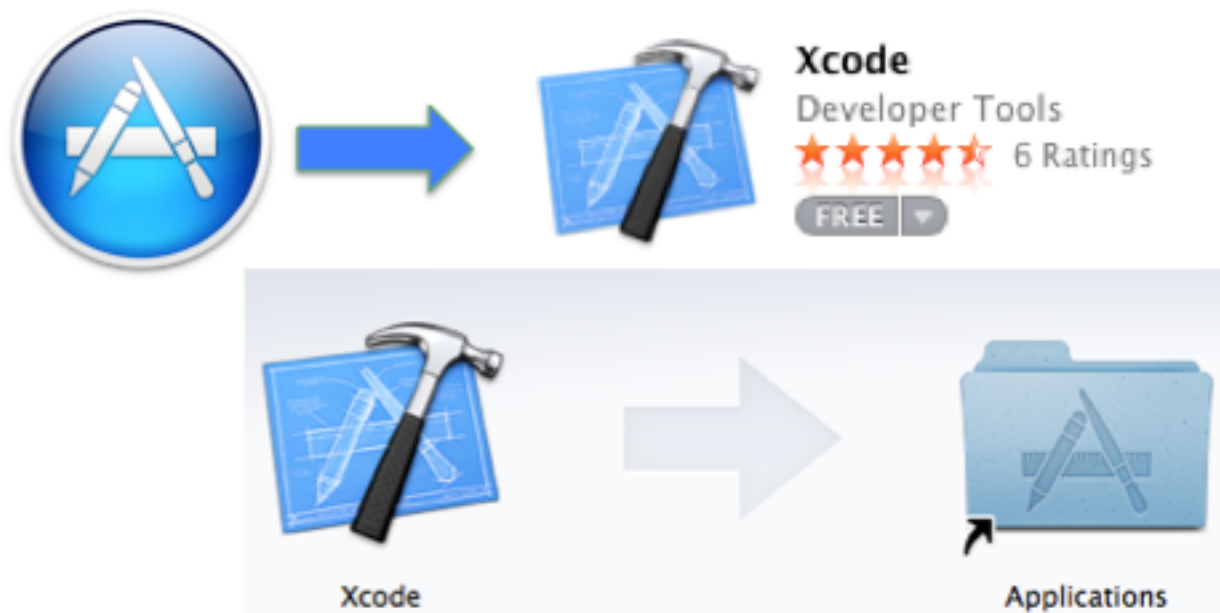 Xcode
Developer Tools
6 Ratings
FREE
Xcode
Applications